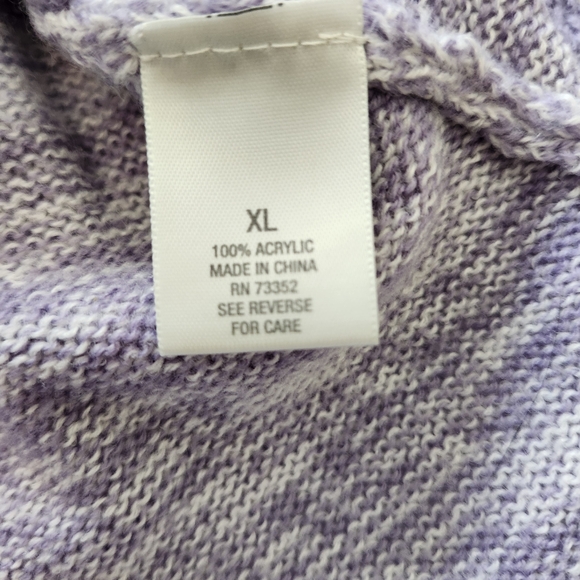 XL
100% ACRYLIC
MADE IN CHINA
RN 73352
SEE REVERSE
FOR CARE